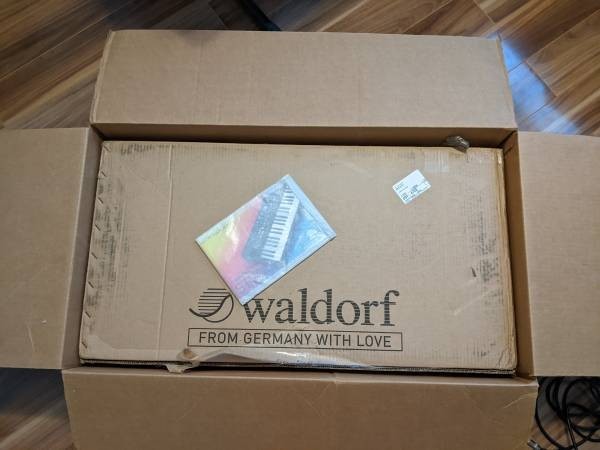 waldorf
FROM GERMANY WITH LOVE